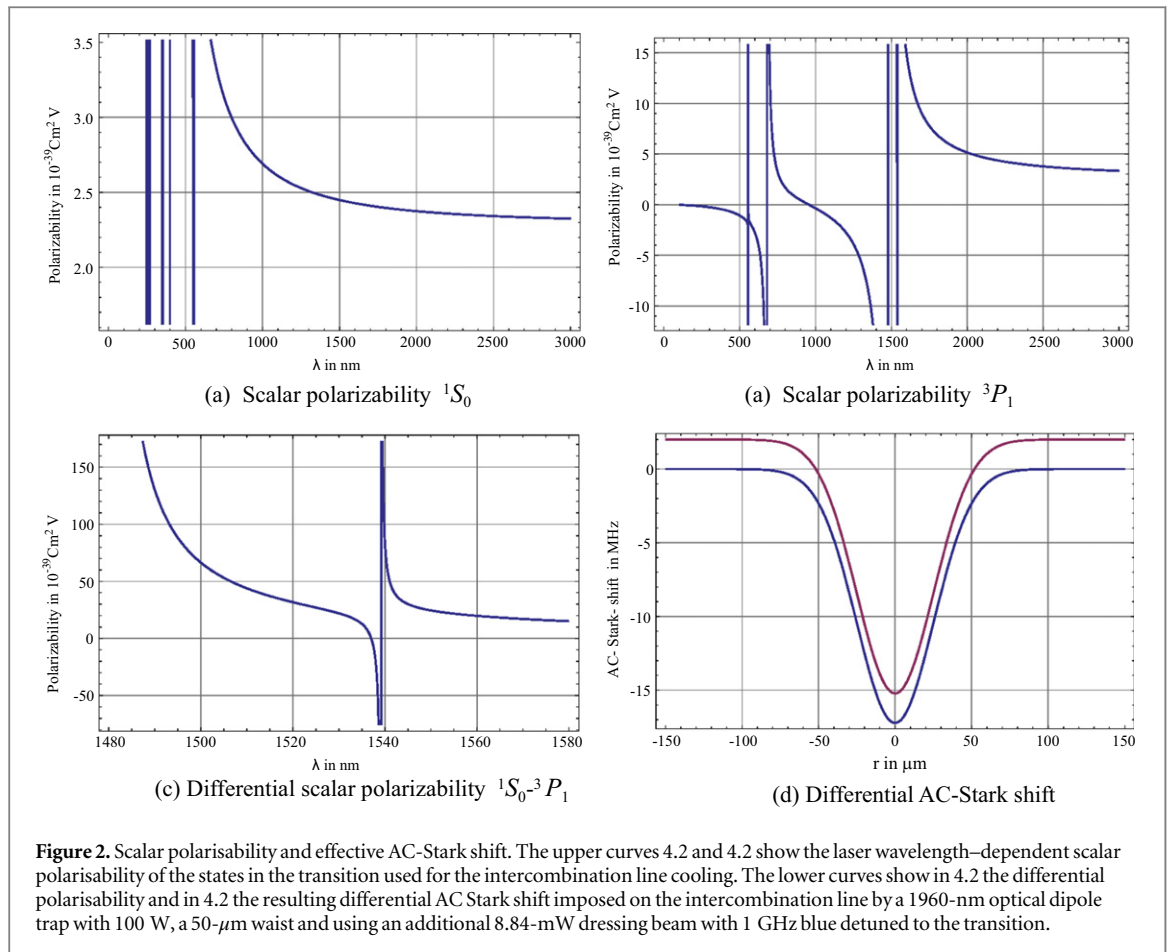 3.5
3.0
2.5
2.0
Polarizability in 10⁻³⁹Cm² V
0 500 1000 1500 2000 2500 3000
λ in nm
(a) Scalar polarizability ¹S₀
15
10
5
0
-5
-10
Polarizability in 10⁻³⁹Cm² V
0 500 1000 1500 2000 2500 3000
λ in nm
(a) Scalar polarizability ³P₁
150
100
50
0
-50
Polarizability in 10⁻³⁹Cm² V
1480 1500 1520 1540 1560 1580
λ in nm
(c) Differential scalar polarizability ¹S₀-³P₁
0
-5
-10
-15
AC- Stark- shift in MHz
-150 -100 -50 0 50 100 150
r in μm
(d) Differential AC-Stark shift
Figure 2. Scalar polarisability and effective AC-Stark shift. The upper curves 4.2 and 4.2 show the laser wavelength–dependent scalar
polarisability of the states in the transition used for the intercombination line cooling. The lower curves show in 4.2 the differential
polarisability and in 4.2 the resulting differential AC Stark shift imposed on the intercombination line by a 1960-nm optical dipole
trap with 100 W, a 50-μm waist and using an additional 8.84-mW dressing beam with 1 GHz blue detuned to the transition.